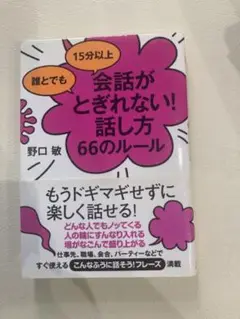 誰とでも
15分以上
会話が
とぎれない!
話し方
66のルール
野口 敏
もうドギマギせずに
楽しく話せる!
どんな人でもノッてくる
人の輪にすんなり入れる
場がなごんで盛り上がる
仕事先、職場、会合、パーティーなどで
すぐ使える こんなふうに話そう!フレーズ 満載